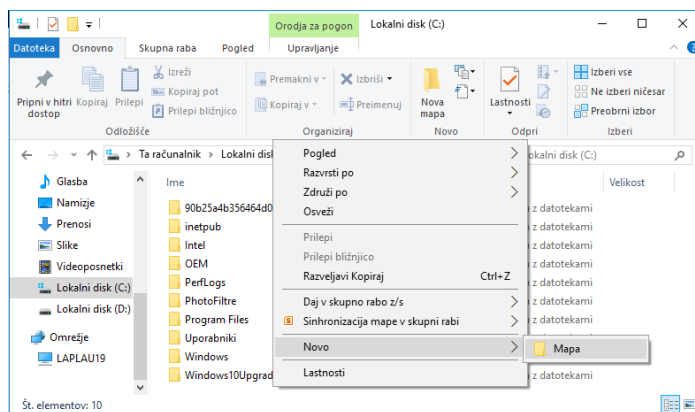 Orodja za pogon Lokalni disk (C:)
Datoteka Osnovno Skupna raba Pogled Upravljanje
Pripni v hitri dostop
Kopiraj
Prilepi
Izreži
Kopiraj pot
Prilepi bližnjico
Odložišče
Premakni v
Kopiraj v
Izbriši
Preimenuj
Organiziraj
Nova mapa
Novo
Lastnosti
Odpri
Izberi vse
Ne izberi ničesar
Preobrni izbor
Izberi
Ta računalnik Lokalni disk
okalni disk (C:)
Glasba
Namizje
Prenosi
Slike
Videoposnetki
Lokalni disk (C:)
Lokalni disk (D:)
Omrežje
LAPLAU19
Ime
Velikost
90b25a4b356464d0
inetpub
Intel
OEM
PerfLogs
PhotoFiltre
Program Files
Uporabniki
Windows
Windows10Upgrad
z datotekami
z datotekami
z datotekami
z datotekami
z datotekami
z datotekami
z datotekami
z datotekami
z datotekami
Pogled
Razvrsti po
Združi po
Osveži
Prilepi
Prilepi bližnjico
Razveljavi Kopiraj Ctrl+Z
Daj v skupno rabo z/s
Sinhronizacija mape v skupni rabi
Novo
Mapa
Lastnosti
Št. elementov: 10